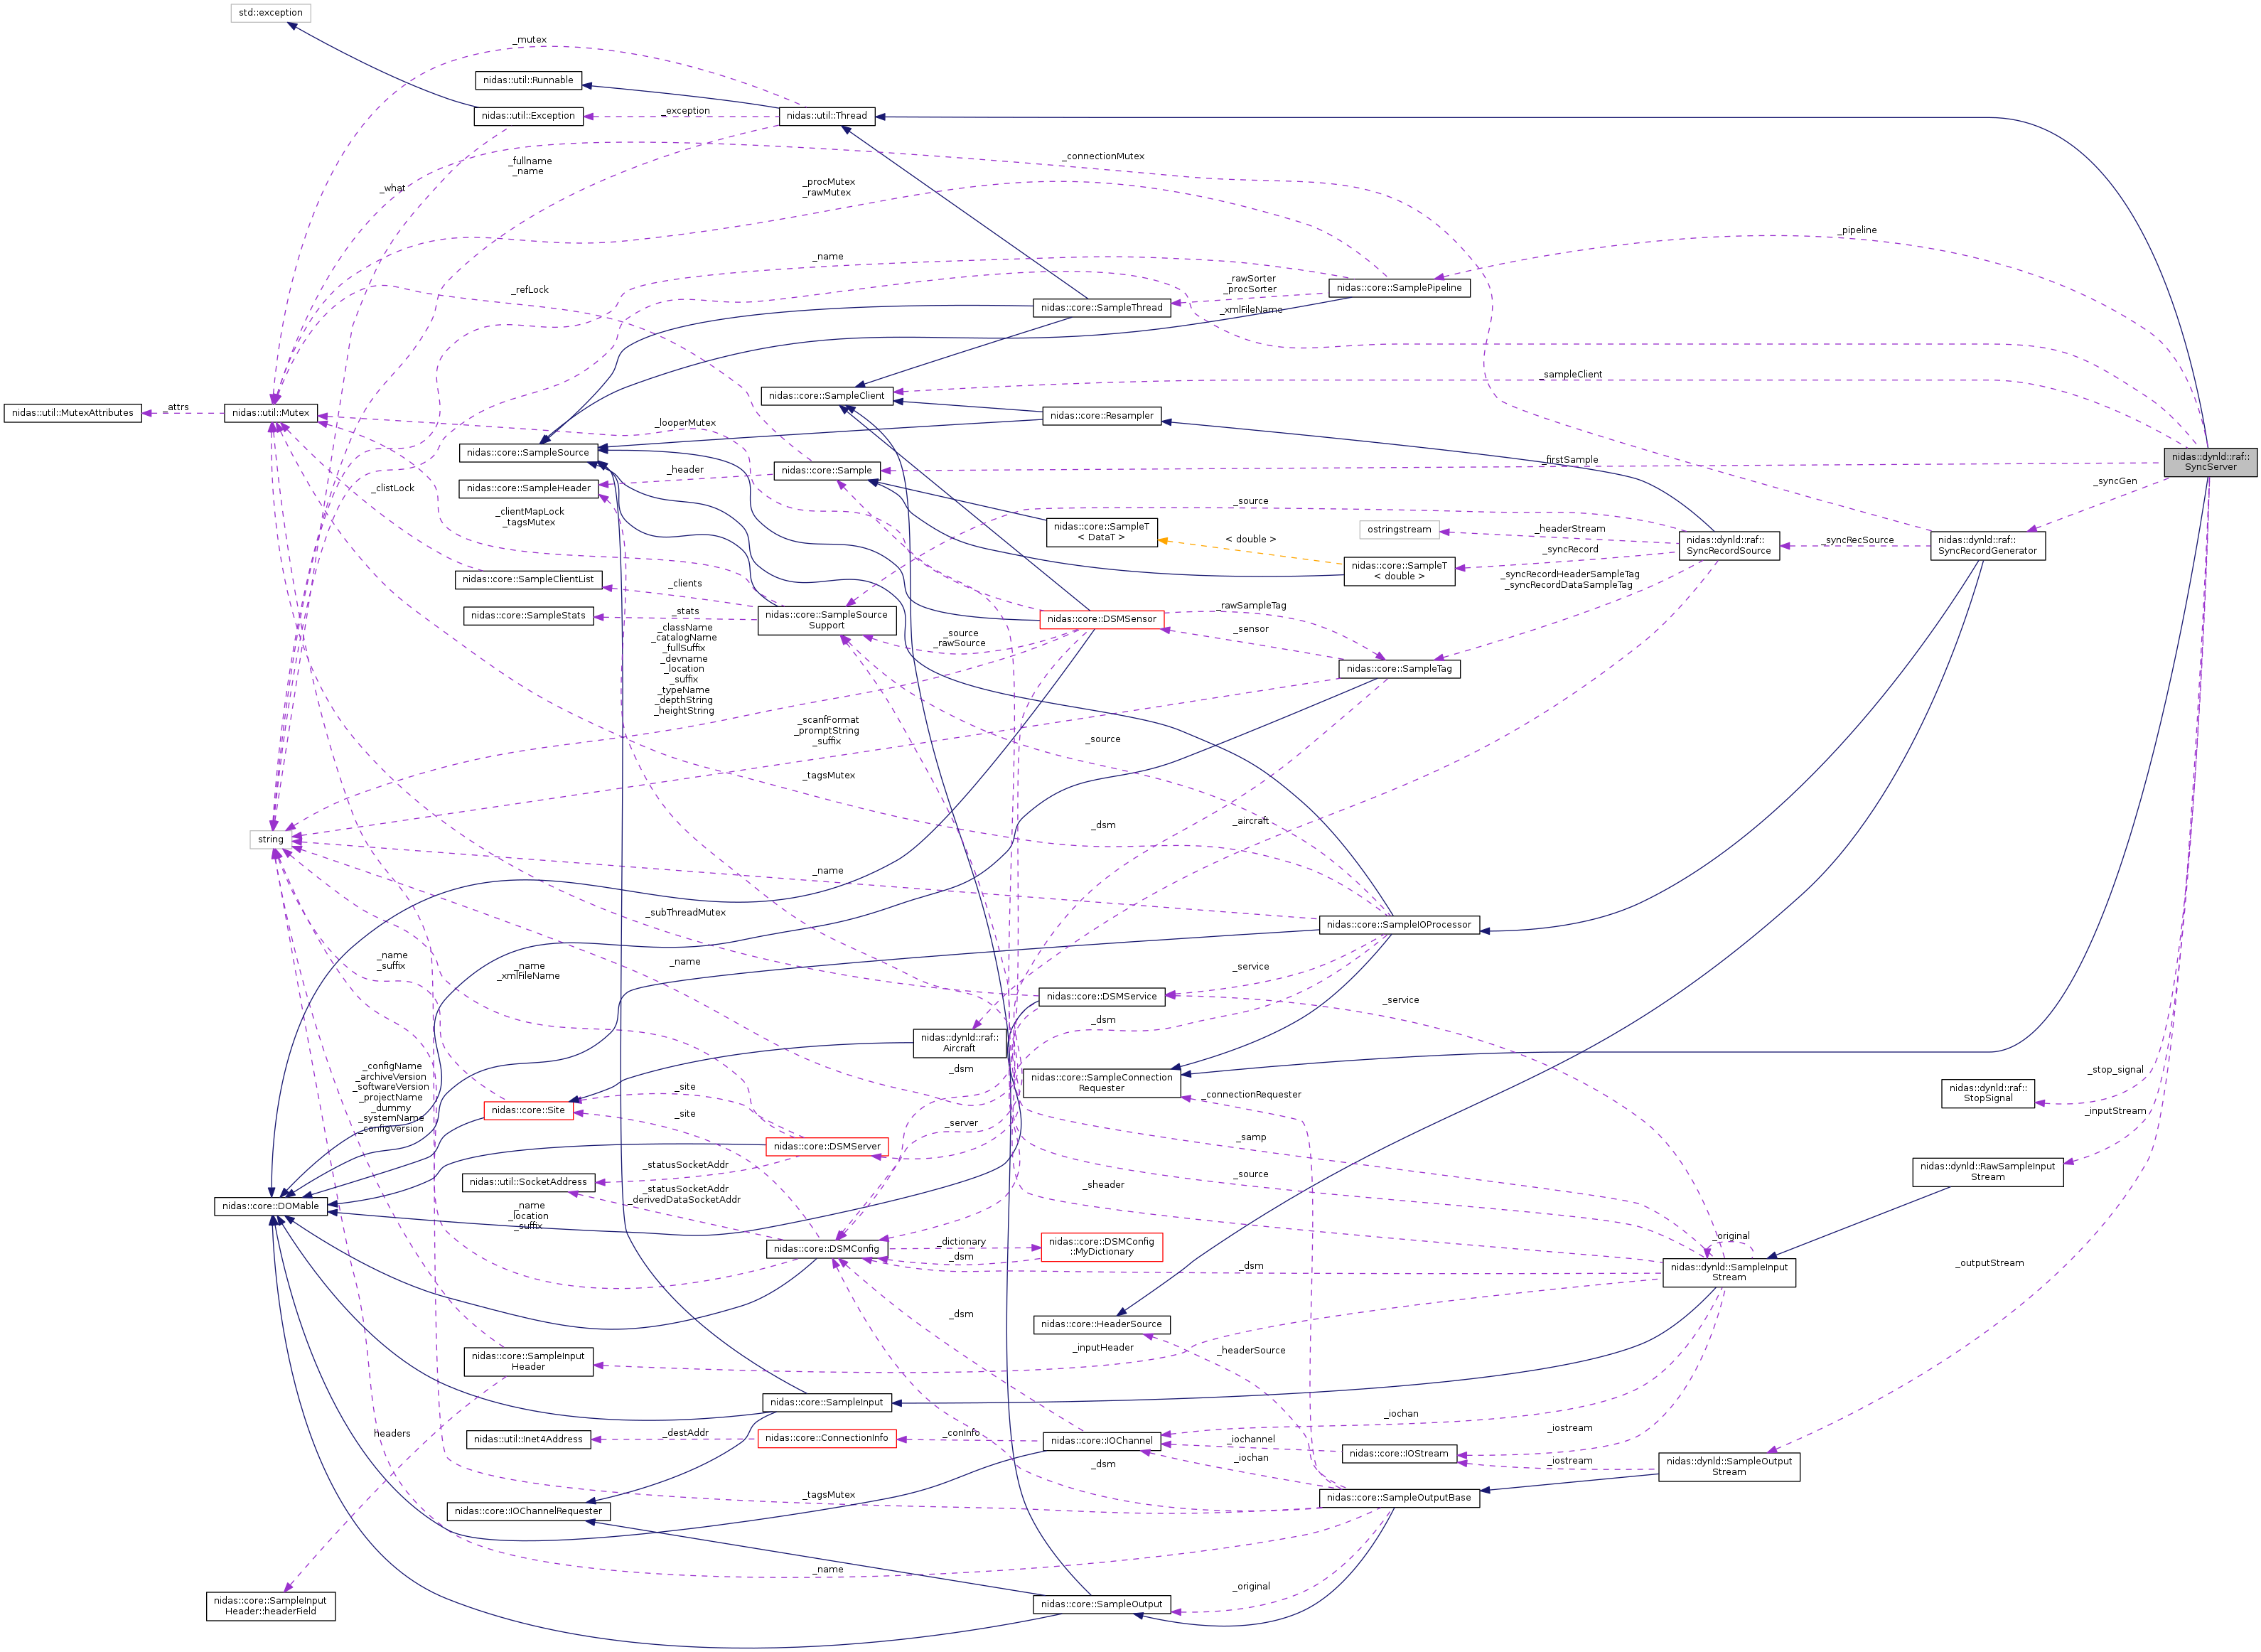 std::exception
_mutex
nidas::util::Runnable
nidas::util::Exception
_exception
nidas::util::Thread
_fullname
_name
_connectionMutex
_what
_procMutex
_rawMutex
_pipeline
_name
_refLock
_rawSorter
_procSorter
nidas::core::SamplePipeline
nidas::core::SampleThread
_xmlFileName
_sampleClient
nidas::core::SampleClient
nidas::util::MutexAttributes
_attrs
nidas::util::Mutex
nidas::core::Resampler
_looperMutex
nidas::core::SampleSource
_firstSample
nidas::dynld::raf::
SyncServer
_header
nidas::core::Sample
nidas::core::SampleHeader
_clistLock
_syncGen
_source
_clientMapLock
_tagsMutex
nidas::core::SampleT
< DataT >
ostringstream
_headerStream
< double >
nidas::dynld::raf::
SyncRecordSource
_syncRecSource
nidas::dynld::raf::
SyncRecordGenerator
_syncRecord
nidas::core::SampleT
< double >
nidas::core::SampleClientList
_clients
_syncRecordHeaderSampleTag
_syncRecordDataSampleTag
nidas::core::SampleStats
_stats
nidas::core::SampleSource
Support
_rawSampleTag
nidas::core::DSMSensor
_sensor
_source
_rawSource
_className
_catalogName
_fullSuffix
_devname
_location
_suffix
_typeName
_depthString
_heightString
nidas::core::SampleTag
_scanfFormat
_promptString
_suffix
_source
_tagsMutex
_dsm
_aircraft
string
_name
_subThreadMutex
nidas::core::SampleIOProcessor
_name
_suffix
_name
_xmlFileName
_name
_service
nidas::core::DSMService
_service
_dsm
nidas::dynld::raf::
Aircraft
_configName
_archiveVersion
_softwareVersion
_projectName
_dummy
_systemName
_configversion
_dsm
nidas::core::SampleConnection
Requester
_stop_signal
nidas::dynld::raf::
StopSignal
_site
nidas::core::Site
_site
_connectionRequester
_inputStream
_server
nidas::core::DSMServer
_samp
_statusSocketAddr
nidas::util::SocketAddress
_source
nidas::dynld::RawSampleInput
Stream
_statusSocketAddr
_derivedDataSocketAddr
_sheader
nidas::core::DOMable
_name
_location
_suffix
nidas::core::DSMConfig
_dictionary
_dsm
nidas::core::DSMConfig
::MyDictionary
_original
_dsm
nidas::dynld::SampleInput
Stream
_outputStream
_dsm
nidas::core::HeaderSource
nidas::core::SampleInput
Header
_inputHeader
_headerSource
nidas::core::SampleInput
_iochan
headers
nidas::util::Inet4Address
_destAddr
nidas::core::ConnectionInfo
_conInfo
nidas::core::IOChannel
_iochannel
nidas::core::IOStream
_iostream
_iochan
_iostream
nidas::dynld::SampleOutput
Stream
_dsm
_tagsMutex
nidas::core::SampleOutputBase
nidas::core::IOChannelRequester
_name
_original
nidas::core::SampleInput
Header::headerField
nidas::core::SampleOutput